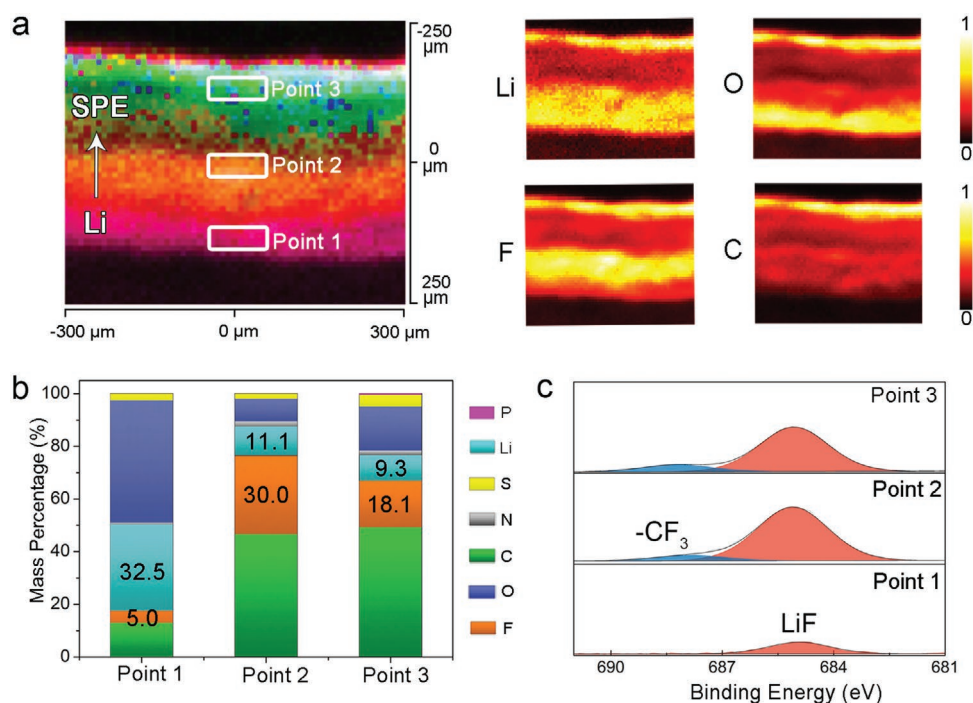 a
-250
µm
SPE
Point 3
0
µm
Point 2
Li
Point 1
250
µm
-300 µm
0 µm
300 µm
Li
O
1
0
F
C
1
0
b
Mass Percentage (%)
100
80
60
40
20
0
32.5
5.0
11.1
30.0
9.3
18.1
Point 1
Point 2
Point 3
P
Li
S
N
C
O
F
c
Point 3
Point 2
-CF3
Point 1
LiF
690
687
684
681
Binding Energy (eV)